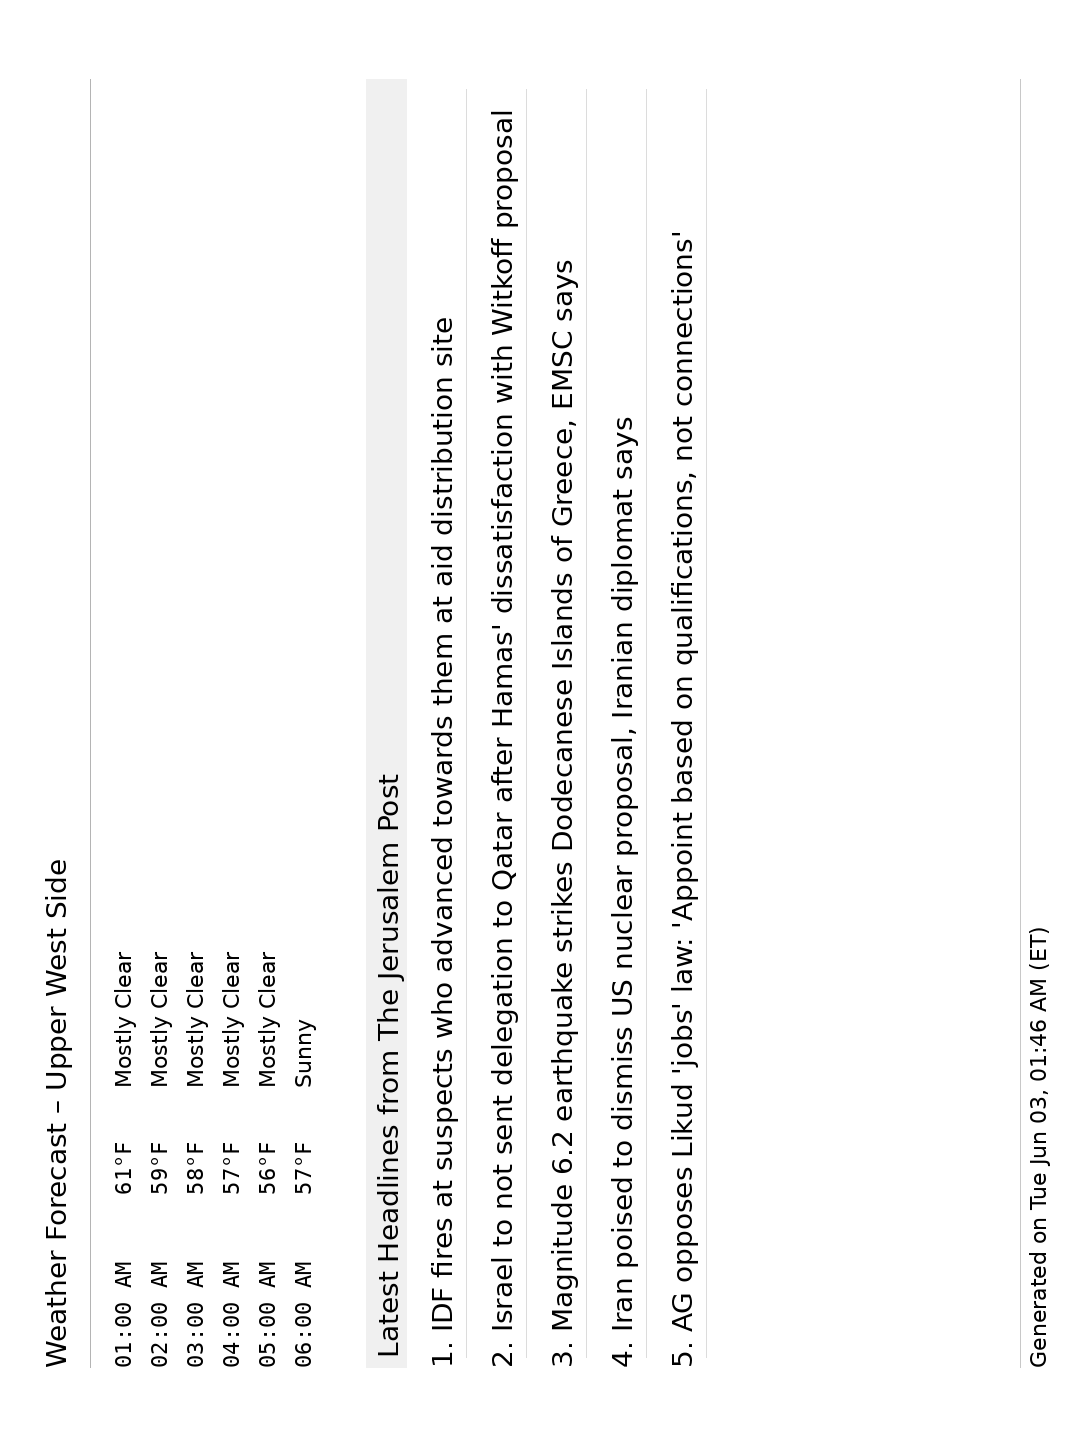 Weather Forecast – Upper West Side
01:00 AM 61°F Mostly Clear
02:00 AM 59°F Mostly Clear
03:00 AM 58°F Mostly Clear
04:00 AM 57°F Mostly Clear
05:00 AM 56°F Mostly Clear
06:00 AM 57°F Sunny
Latest Headlines from The Jerusalem Post
1. IDF fires at suspects who advanced towards them at aid distribution site
2. Israel to not sent delegation to Qatar after Hamas' dissatisfaction with Witkoff proposal
3. Magnitude 6.2 earthquake strikes Dodecanese Islands of Greece, EMSC says
4. Iran poised to dismiss US nuclear proposal, Iranian diplomat says
5. AG opposes Likud 'jobs' law: 'Appoint based on qualifications, not connections'
Generated on Tue Jun 03, 01:46 AM (ET)